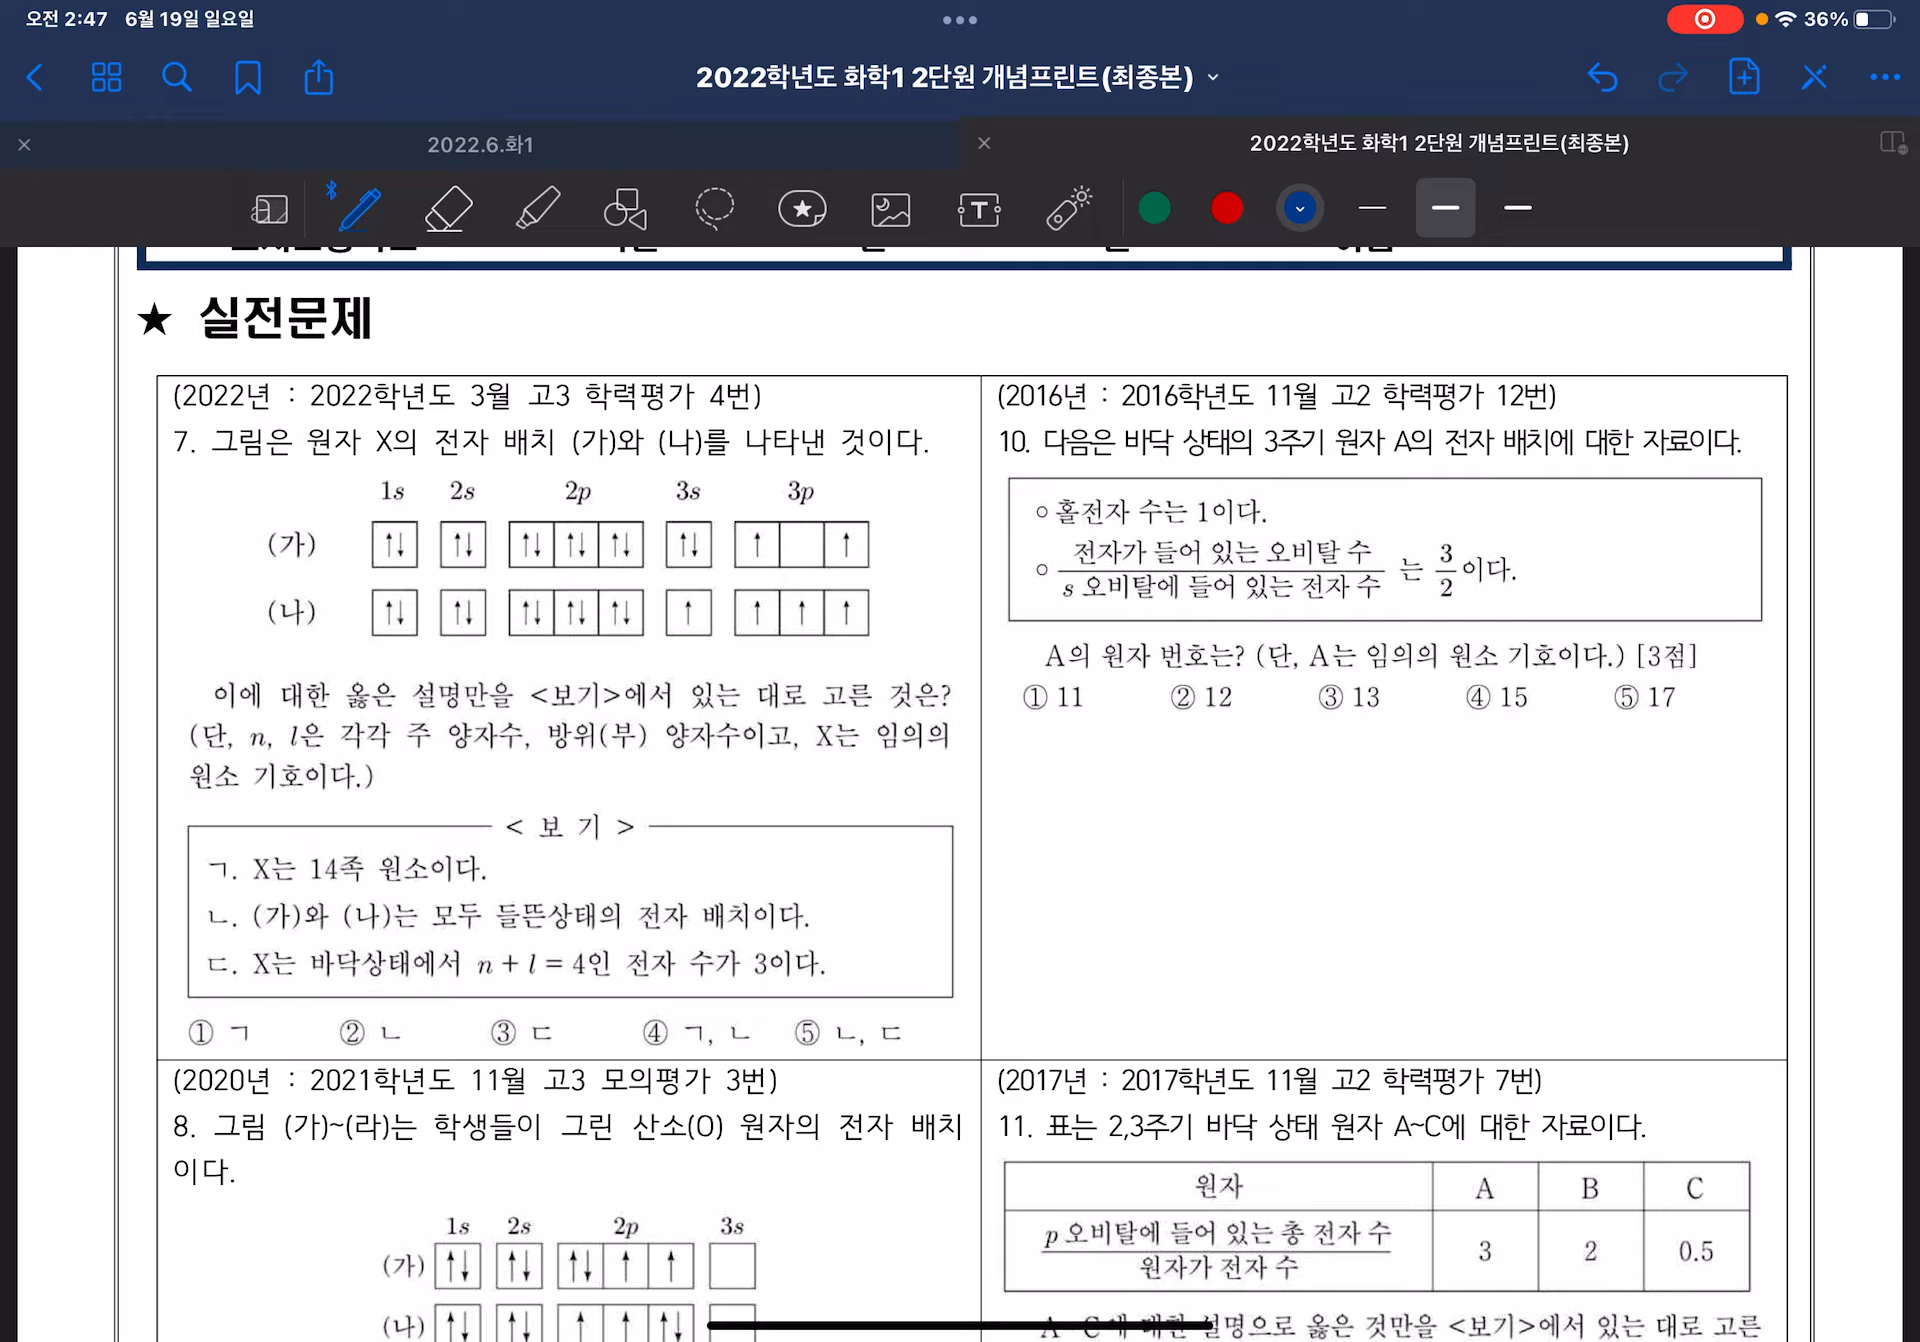 오전 2:47 6월 19일 일요일
36%
2022학년도 화학1 2단원 개념프린트(최종본)
2022.6.화1
2022학년도 화학1 2단원 개념프린트(최종본)
★ 실전문제
(2022년 : 2022학년도 3월 고3 학력평가 4번)
7. 그림은 원자 X의 전자 배치 (가)와 (나)를 나타낸 것이다.
1s 2s 2p 3s 3p
(가) ↑↓ ↑↓ ↑↓ ↑↓ ↑↓ ↑↓ ↑ ↑
(나) ↑↓ ↑↓ ↑↓ ↑↓ ↑↓ ↑ ↑ ↑ ↑
이에 대한 옳은 설명만을 <보기>에서 있는 대로 고른 것은?
(단, n, l은 각각 주 양자수, 방위(부) 양자수이고, X는 임의의
원소 기호이다.)
< 보 기 >
ㄱ. X는 14족 원소이다.
ㄴ. (가)와 (나)는 모두 들뜬상태의 전자 배치이다.
ㄷ. X는 바닥상태에서 n + l = 4인 전자 수가 3이다.
① ㄱ ② ㄴ ③ ㄷ ④ ㄱ, ㄴ ⑤ ㄴ, ㄷ
(2020년 : 2021학년도 11월 고3 모의평가 3번)
8. 그림 (가)~(라)는 학생들이 그린 산소(O) 원자의 전자 배치
이다.
1s 2s 2p 3s
(가) ↑↓ ↑↓ ↑↓ ↑ ↑
(나) ↑↓ ↑↓ ↑ ↑ ↑↓
(2016년 : 2016학년도 11월 고2 학력평가 12번)
10. 다음은 바닥 상태의 3주기 원자 A의 전자 배치에 대한 자료이다.
○ 홀전자 수는 1이다.
○ 전자가 들어 있는 오비탈 수 / s 오비탈에 들어 있는 전자 수 는 3/2 이다.
A의 원자 번호는? (단, A는 임의의 원소 기호이다.) [3점]
① 11 ② 12 ③ 13 ④ 15 ⑤ 17
(2017년 : 2017학년도 11월 고2 학력평가 7번)
11. 표는 2,3주기 바닥 상태 원자 A~C에 대한 자료이다.
원자 A B C
p 오비탈에 들어 있는 총 전자 수 / 원자가 전자 수 3 2 0.5
설명으로 옳은 것만을 <보기>에서 있는 대로 고른